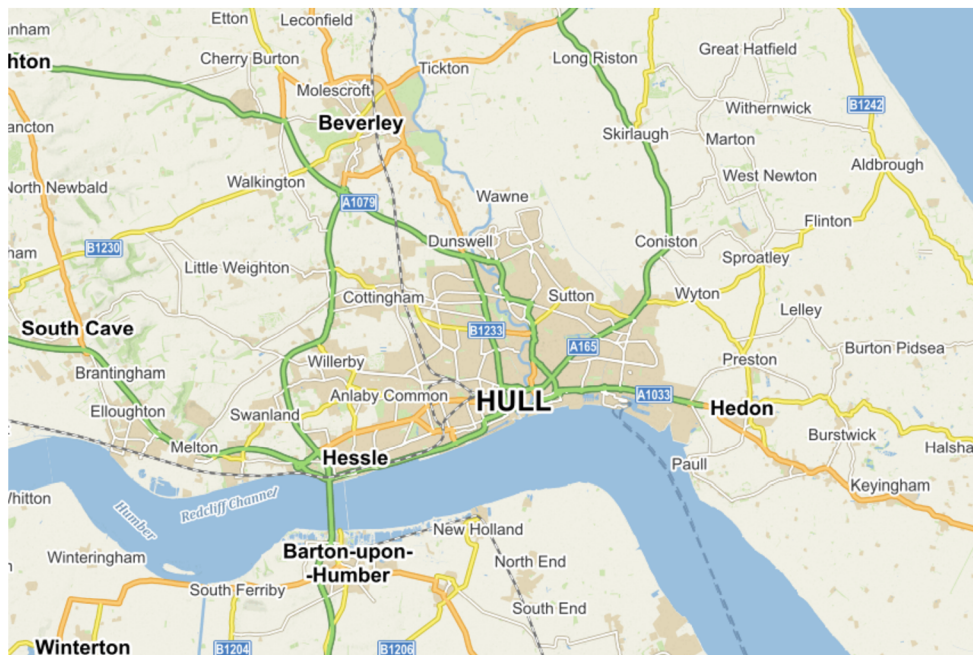 Etton
Leconfield
anham
Cherry Burton
Long Riston
Great Hatfield
hton
Tickton
Molescroft
B1242
Withernwick
ancton
Beverley
Skirlaugh
Marton
Aldbrough
North Newbald
Walkington
West Newton
A1079
Wawne
Flinton
ham
B1230
Dunswell
Coniston
Sproatley
Little Weighton
Cottingham
Sutton
Wyton
Lelley
South Cave
B1233
A165
Burton Pidsea
Willerby
Preston
Brantingham
Anlaby Common
HULL
A1033
Hedon
Elloughton
Swanland
Burstwick
Melton
Hessle
Halsha
Paull
Keyingham
Whitton
Redcliff Channel
Humber
New Holland
Winteringham
Barton-upon-
-Humber
North End
South Ferriby
South End
Winterton
B1204
B1206